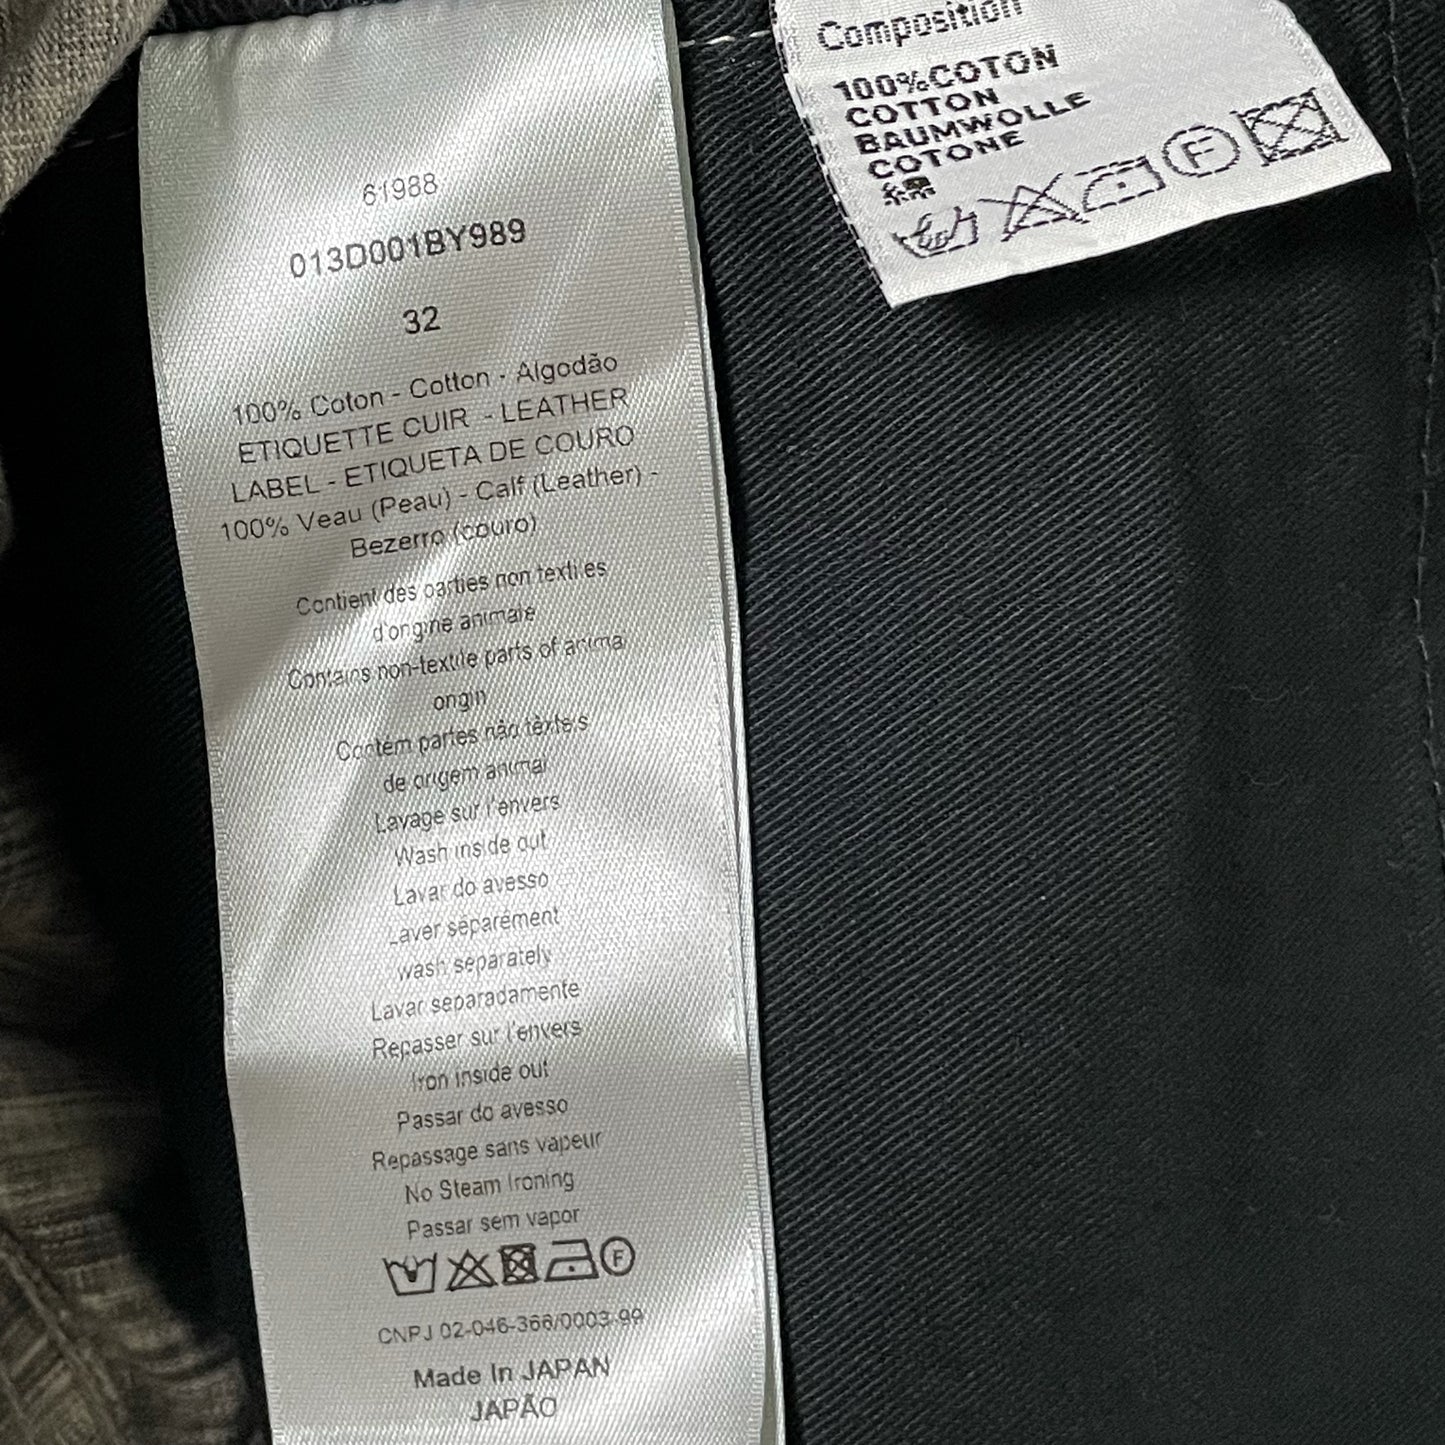 61988
013D001BY989
32
100% Coton - Cotton - Algodão
ETIQUETTE CUIR - LEATHER
LABEL - ETIQUETA DE COURO
100% Veau (Peau) - Calf (Leather) -
Bezerro (couro)
Contient des parties non textiles
d'origine animale
Contains non-textile parts of animal
origin
Contém partes não têxteis
de origem animal
Lavage sur l'envers
Wash inside out
Lavar do avesso
Laver séparément
wash separately
Lavar separadamente
Repasser sur l'envers
Iron inside out
Passar do avesso
Repassage sans vapeur
No Steam Ironing
Passar sem vapor
F
CNPJ 02-046-366/0003-99
Made In JAPAN
JAPÃO
Composition
100%COTON
COTTON
BAUMWOLLE
COTONE
綿
F